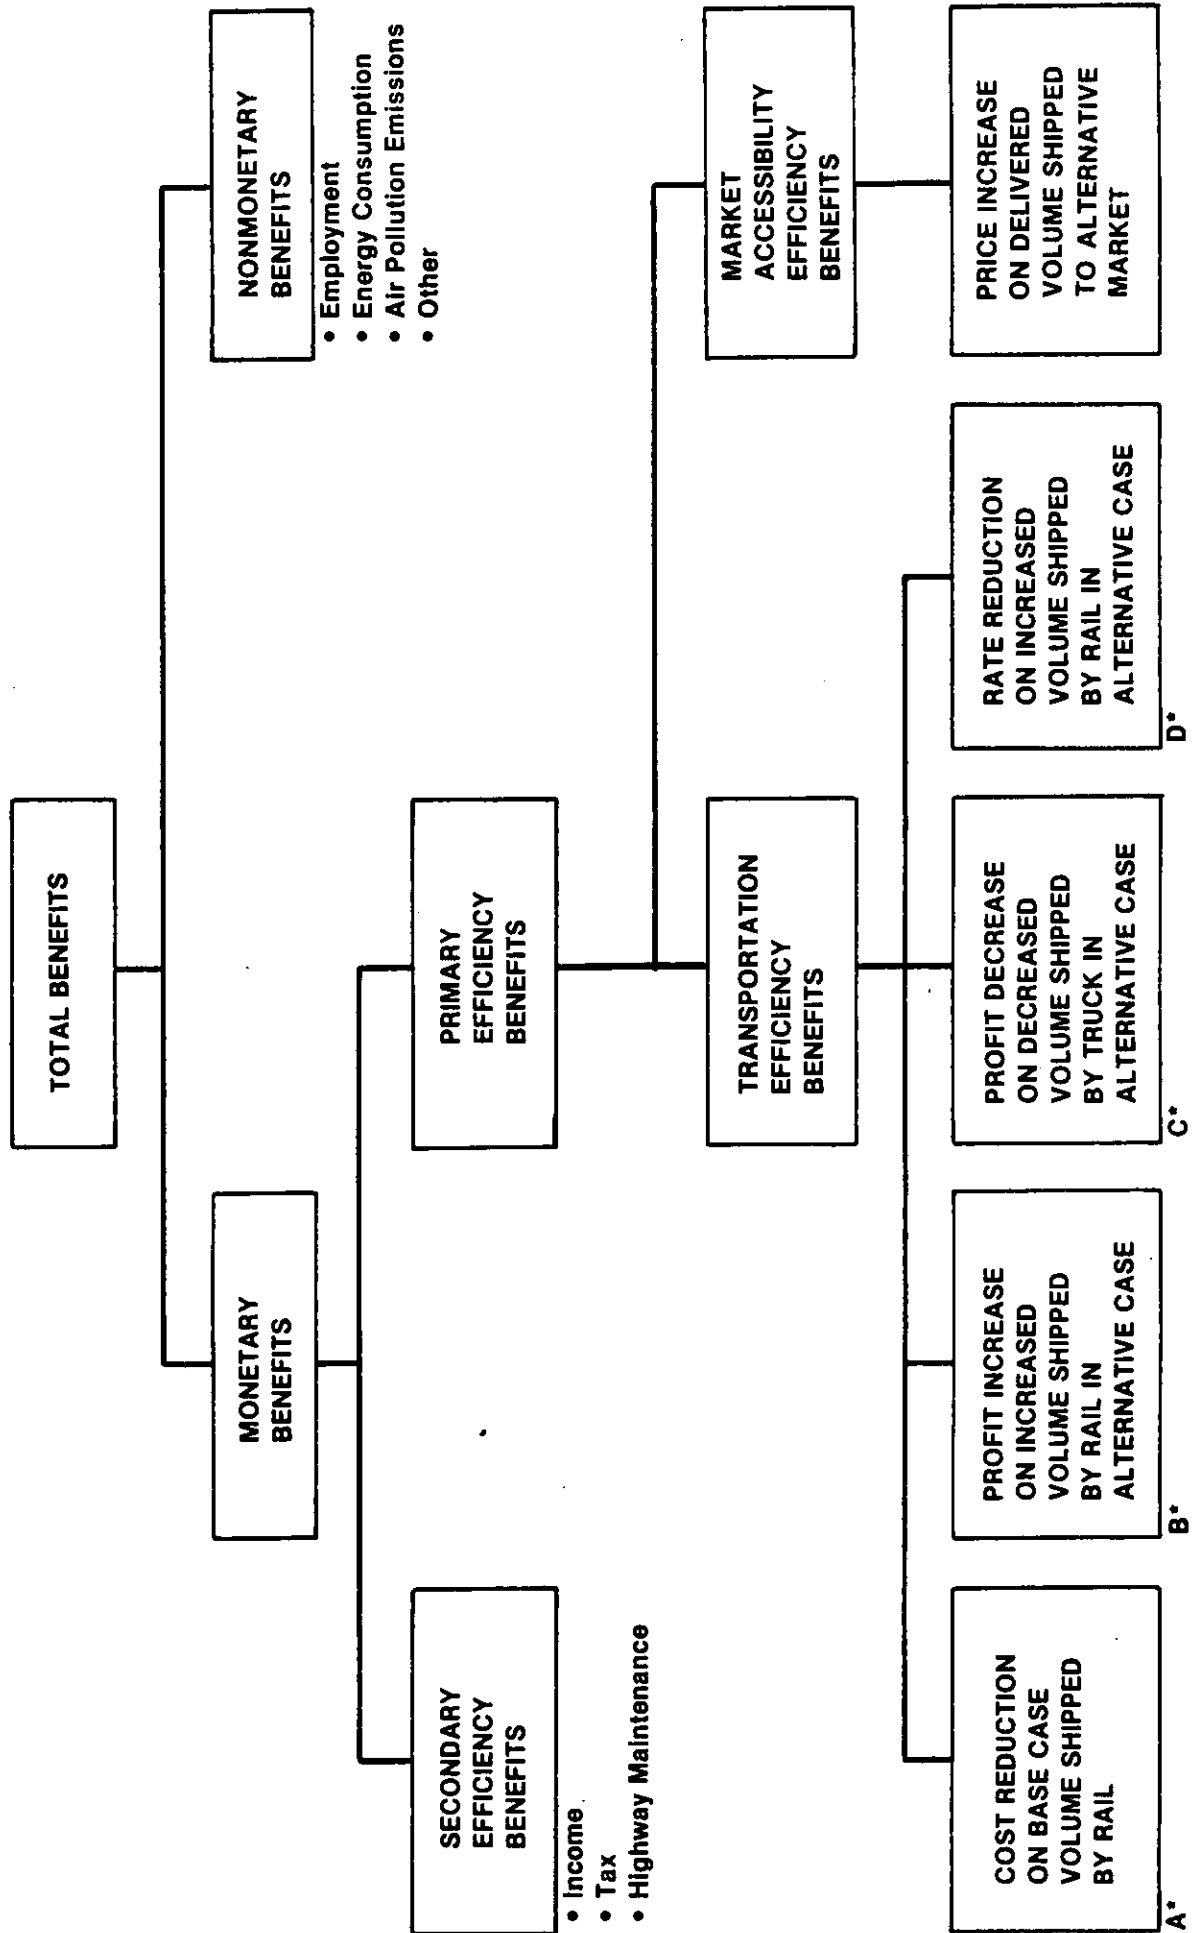 TOTAL BENEFITS
MONETARY
BENEFITS
NONMONETARY
BENEFITS
• Employment
• Energy Consumption
• Air Pollution Emissions
• Other
SECONDARY
EFFICIENCY
BENEFITS
• Income
• Tax
• Highway Maintenance
PRIMARY
EFFICIENCY
BENEFITS
TRANSPORTATION
EFFICIENCY
BENEFITS
MARKET
ACCESSIBILITY
EFFICIENCY
BENEFITS
COST REDUCTION
ON BASE CASE
VOLUME SHIPPED
BY RAIL
A*
PROFIT INCREASE
ON INCREASED
VOLUME SHIPPED
BY RAIL IN
ALTERNATIVE CASE
B*
PROFIT DECREASE
ON DECREASED
VOLUME SHIPPED
BY TRUCK IN
ALTERNATIVE CASE
C*
RATE REDUCTION
ON INCREASED
VOLUME SHIPPED
BY RAIL IN
ALTERNATIVE CASE
D*
PRICE INCREASE
ON DELIVERED
VOLUME SHIPPED
TO ALTERNATIVE
MARKET